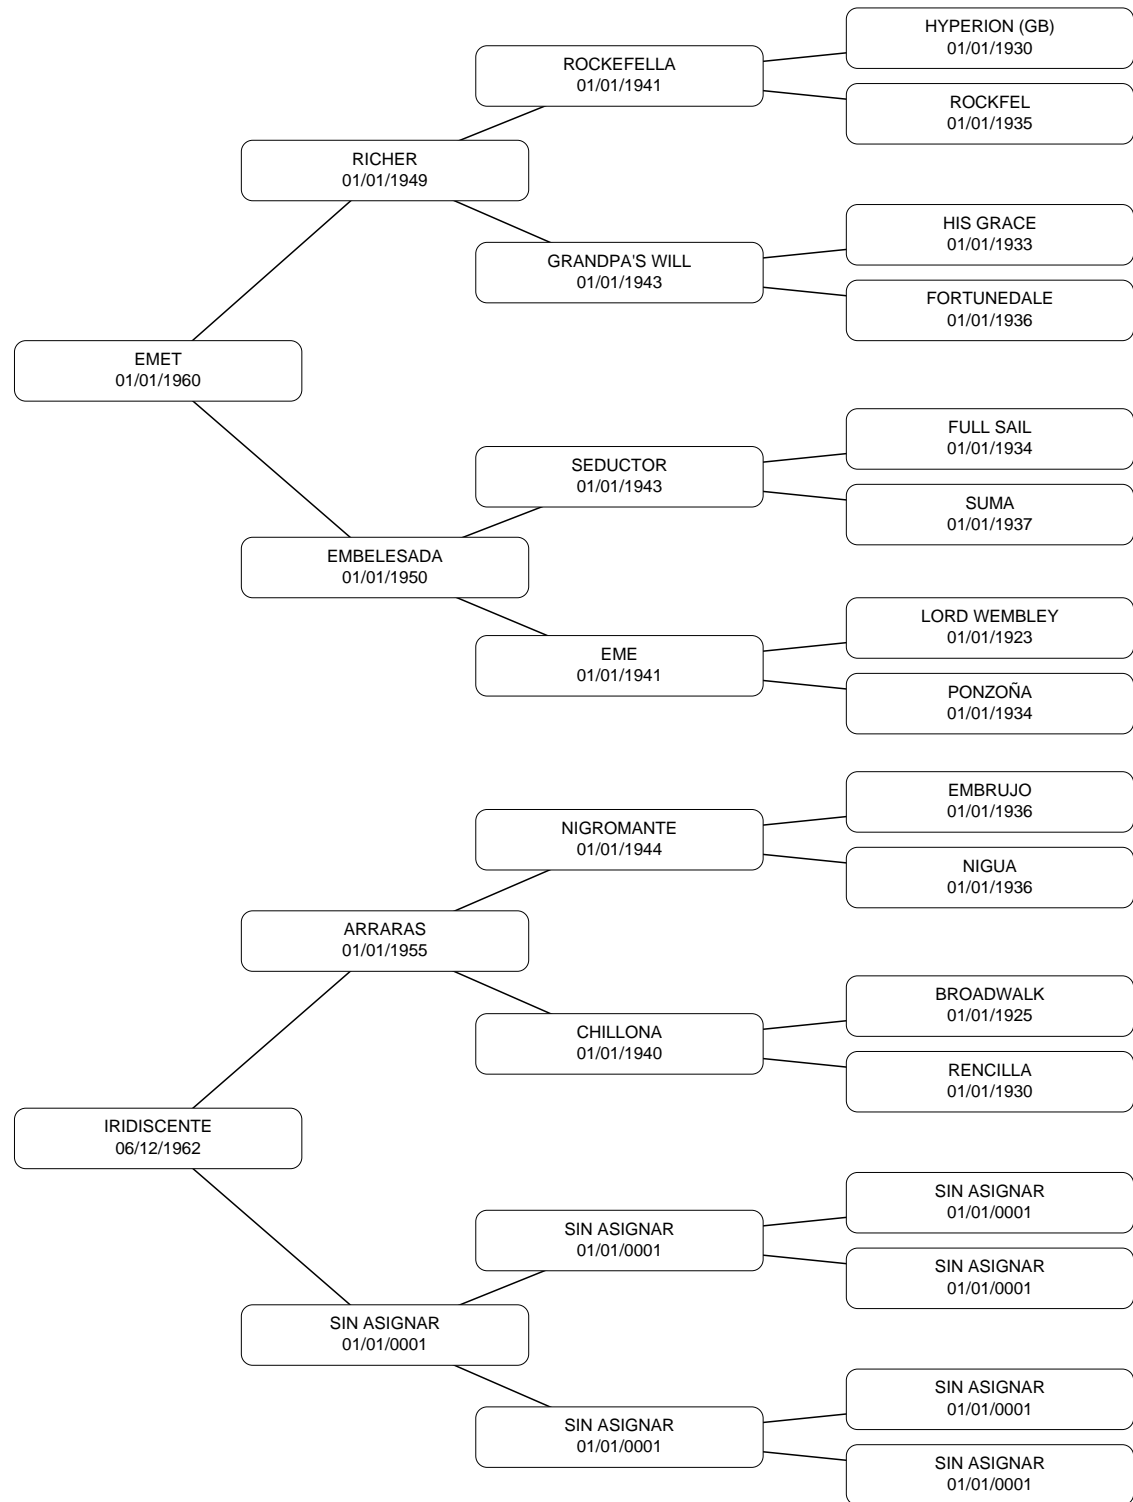 HYPERION (GB)
01/01/1930
ROCKEFELLA
01/01/1941
ROCKFEL
01/01/1935
RICHER
01/01/1949
HIS GRACE
01/01/1933
GRANDPA'S WILL
01/01/1943
FORTUNEDALE
01/01/1936
EMET
01/01/1960
FULL SAIL
01/01/1934
SEDUCTOR
01/01/1943
SUMA
01/01/1937
EMBELESADA
01/01/1950
LORD WEMBLEY
01/01/1923
EME
01/01/1941
PONZOÑA
01/01/1934
EMBRUJO
01/01/1936
NIGROMANTE
01/01/1944
NIGUA
01/01/1936
ARRARAS
01/01/1955
BROADWALK
01/01/1925
CHILLONA
01/01/1940
RENCILLA
01/01/1930
IRIDISCENTE
06/12/1962
SIN ASIGNAR
01/01/0001
SIN ASIGNAR
01/01/0001
SIN ASIGNAR
01/01/0001
SIN ASIGNAR
01/01/0001
SIN ASIGNAR
01/01/0001
SIN ASIGNAR
01/01/0001
SIN ASIGNAR
01/01/0001